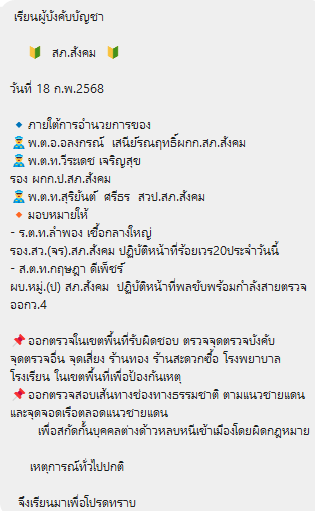 เรียนผู้บังคับบัญชา
🔰 สภ.สังคม 🔰
วันที่ 18 ก.พ.2568
🔹ภายใต้การอำนวยการของ
👮พ.ต.อ.อลงกรณ์ เสนีย์รณฤทธิ์ผกก.สภ.สังคม
👮พ.ต.ท.วีระเดช เจริญสุข
รอง ผกก.ป.สภ.สังคม
👮พ.ต.ท.สุริย้นต์ ศรีธร สวป.สภ.สังคม
🔸มอบหมายให้
- ร.ต.ท.ลำพอง เชื้อกลางใหญ่
รอง.สว.(จร).สภ.สังคม ปฏิบัติหน้าที่ร้อยเวร20ประจำวันนี้
- ส.ต.ท.กฤษฎา ดีเพ็ชร์
ผบ.หมู่.(ป) สภ.สังคม ปฏิบัติหน้าที่พลขับพร้อมกำลังสายตรวจ
ออกว.4
📌ออกตรวจในเขตพื้นที่รับผิดชอบ ตรวจจุดตรวจบังคับ
จุดตรวจอื่น จุดเสี่ยง ร้านทอง ร้านสะดวกซื้อ โรงพยาบาล
โรงเรียน ในเขตพื้นที่เพื่อป้องกันเหตุ
📌ออกตรวจสอบเส้นทางช่องทางธรรมชาติ ตามแนวชายแดน
และจุดจอดเรือตลอดแนวชายแดน
เพื่อสกัดกั้นบุคคลต่างด้าวหลบหนีเข้าเมืองโดยผิดกฎหมาย
เหตุการณ์ทั่วไปปกติ
จึงเรียนมาเพื่อโปรดทราบ